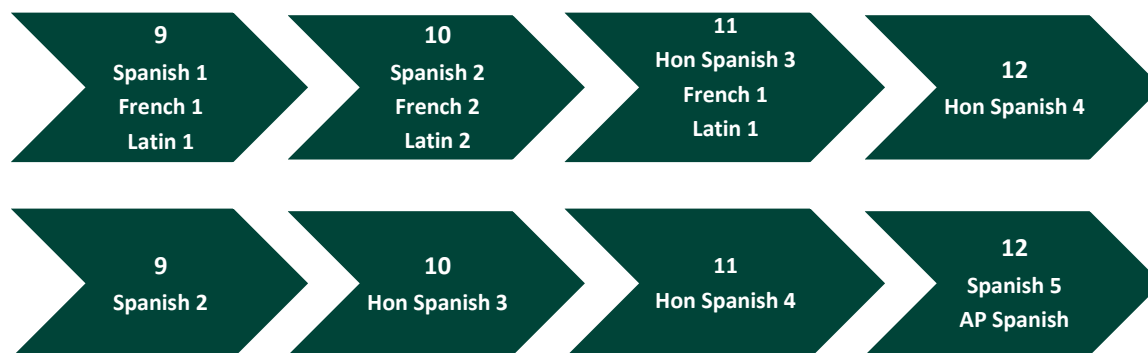 9
Spanish 1
French 1
Latin 1
10
Spanish 2
French 2
Latin 2
11
Hon Spanish 3
French 1
Latin 1
12
Hon Spanish 4
9
Spanish 2
10
Hon Spanish 3
11
Hon Spanish 4
12
Spanish 5
AP Spanish